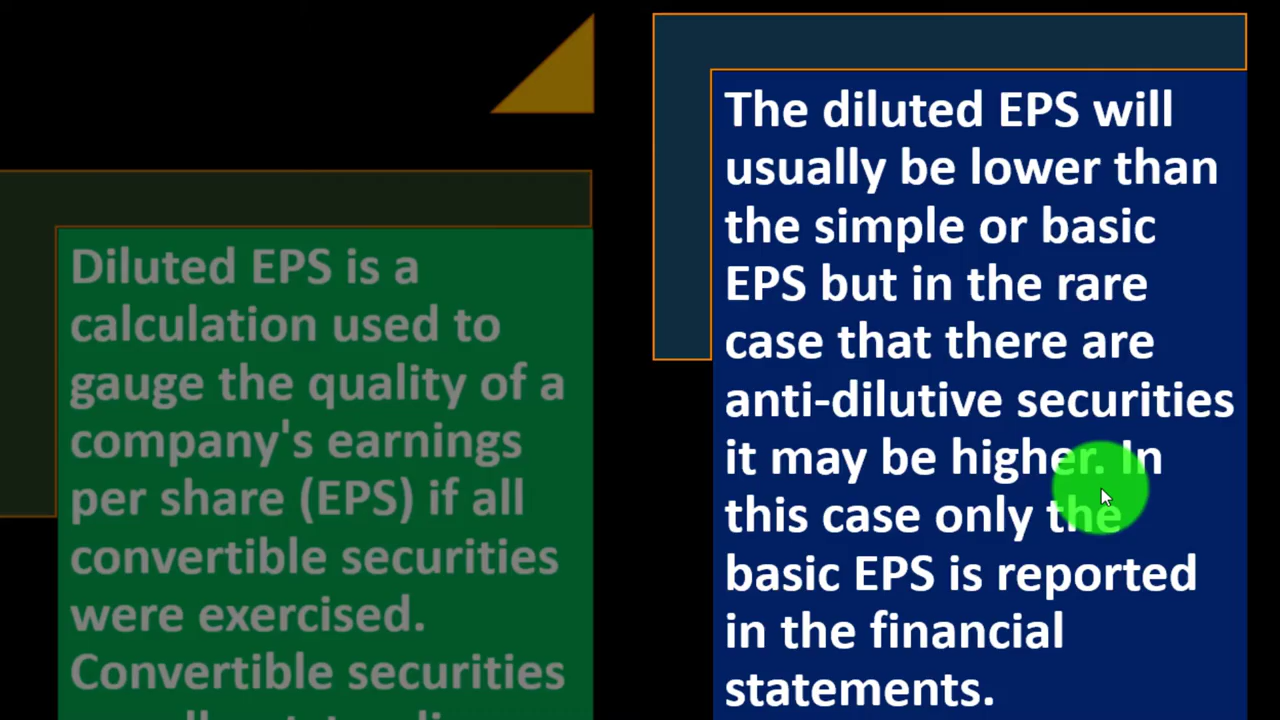 Diluted EPS is a
calculation used to
gauge the quality of a
company's earnings
per share (EPS) if all
convertible securities
were exercised.
Convertible securities
The diluted EPS will
usually be lower than
the simple or basic
EPS but in the rare
case that there are
anti-dilutive securities
it may be higher. In
this case only the
basic EPS is reported
in the financial
statements.